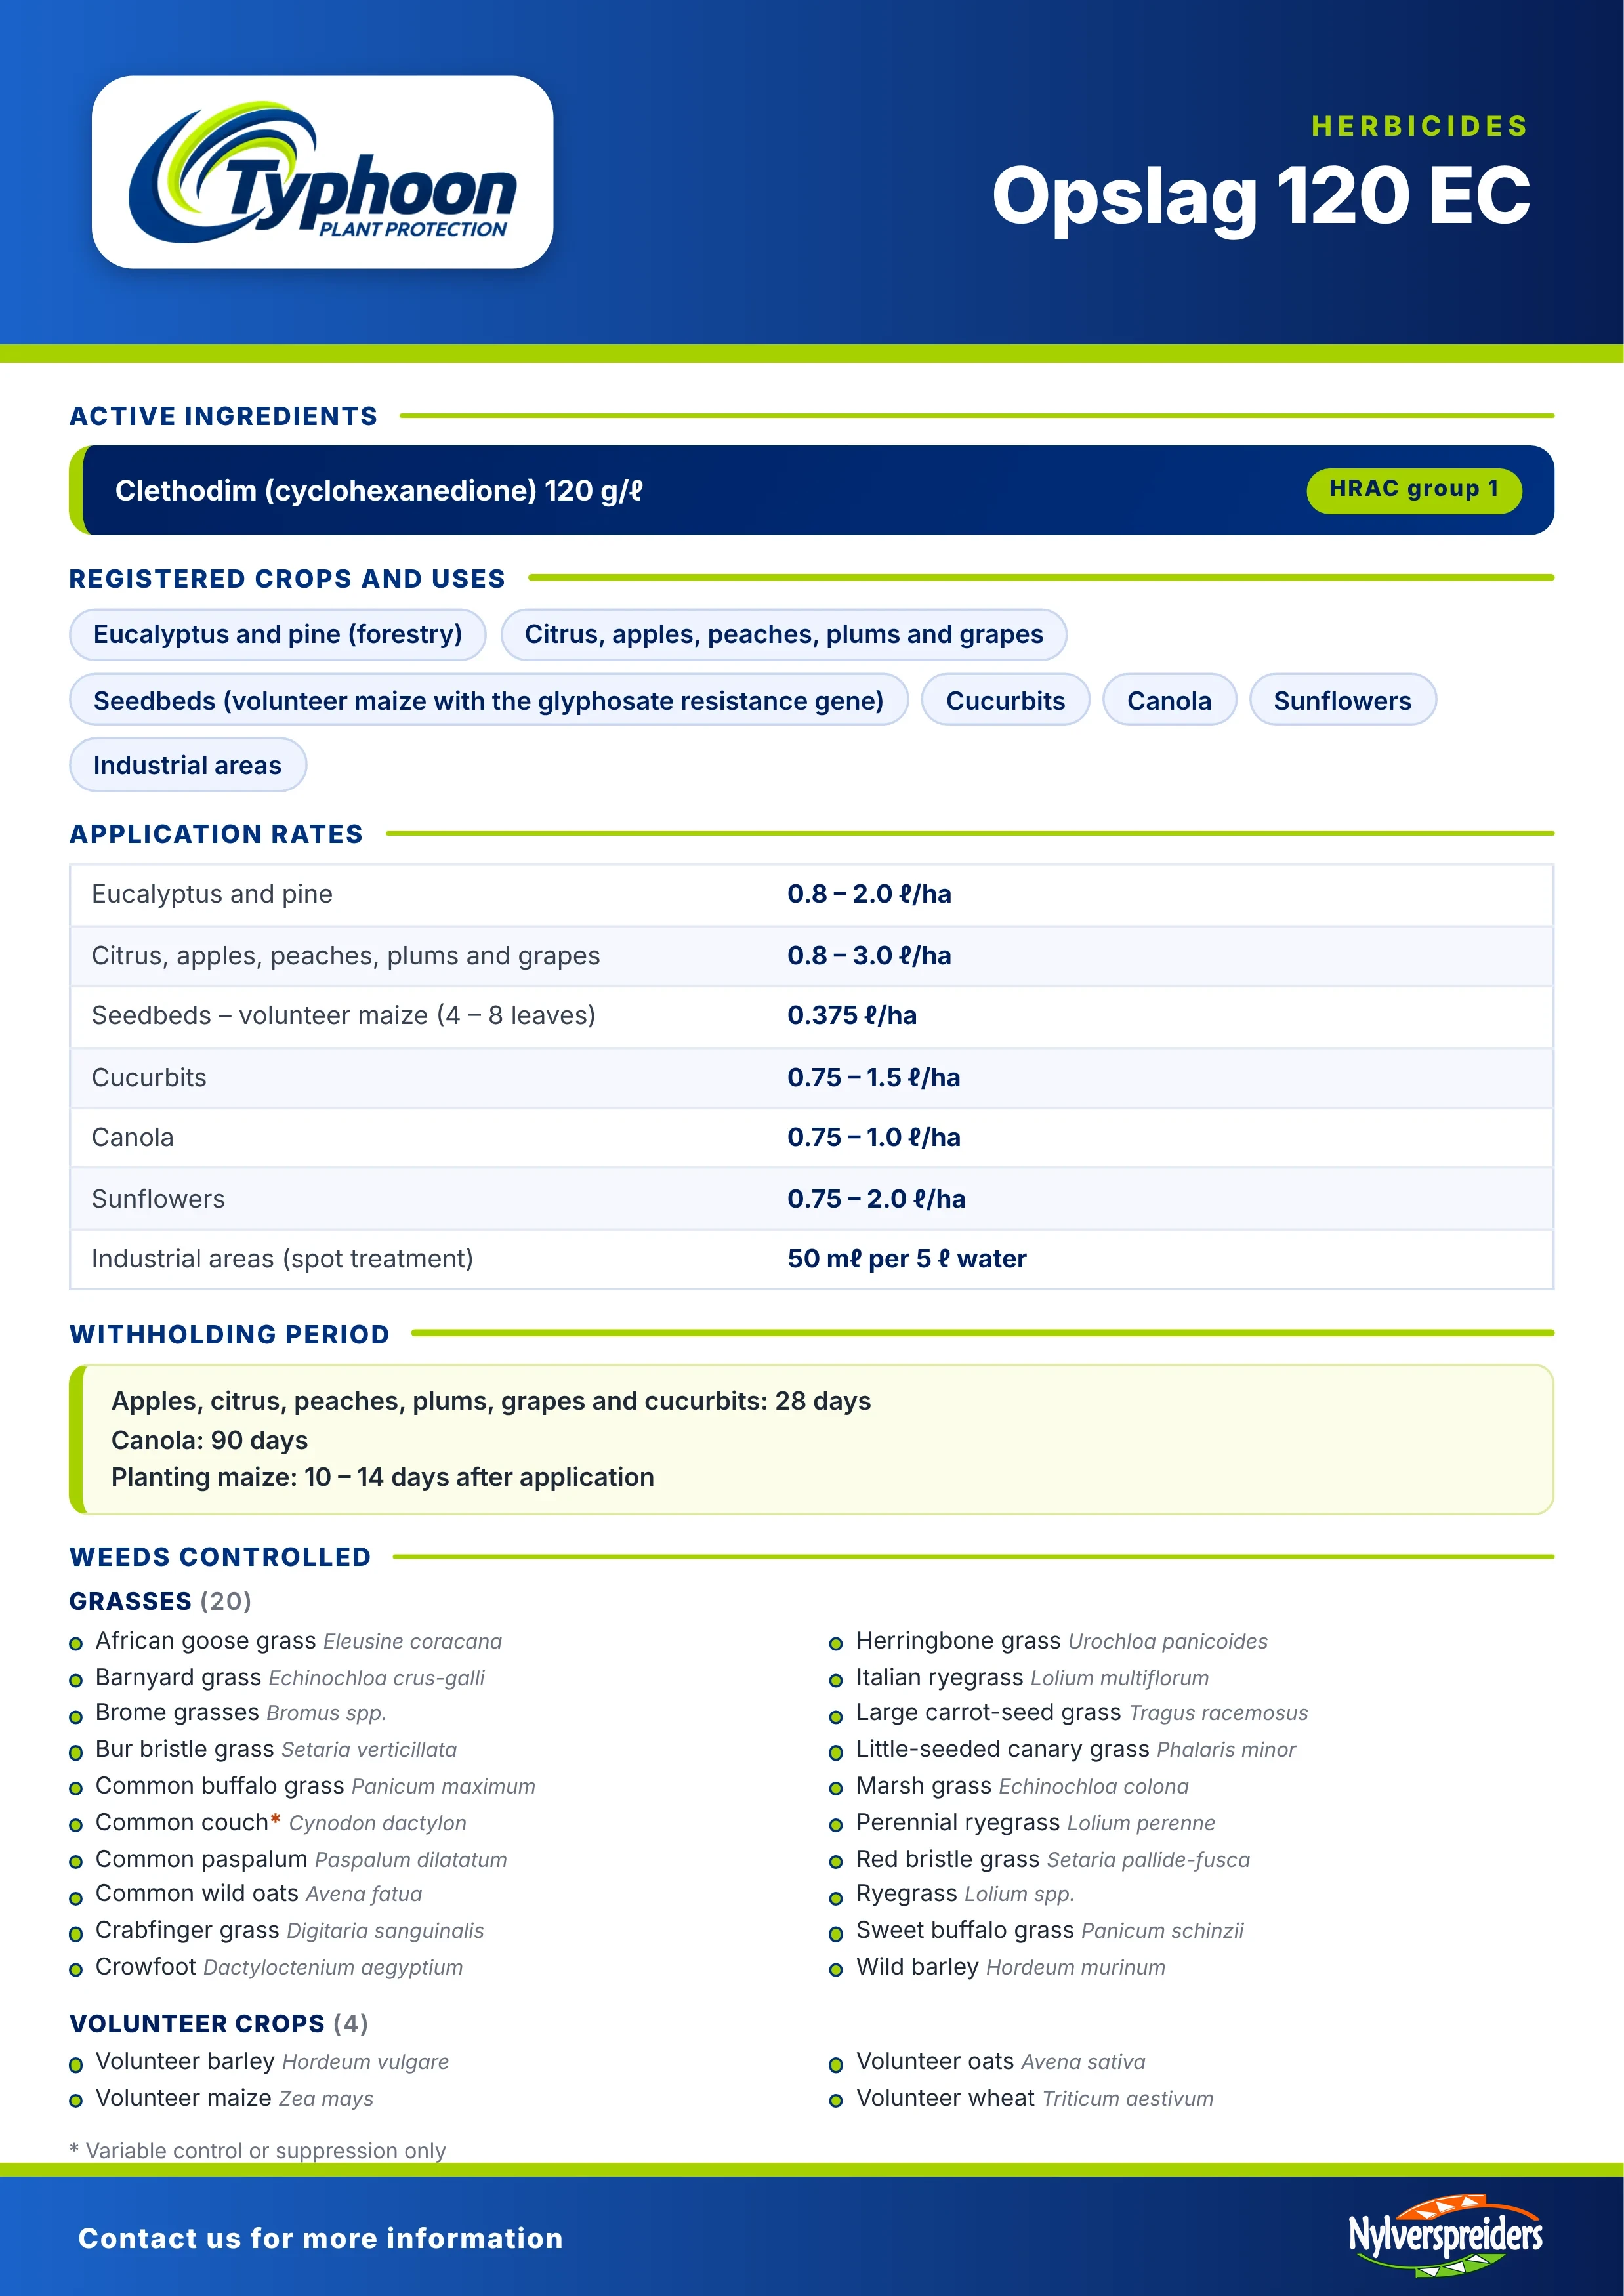 Typhoon
PLANT PROTECTION
HERBICIDES
Opslag 120 EC
ACTIVE INGREDIENTS
Clethodim (cyclohexanedione) 120 g/ℓ
HRAC group 1
REGISTERED CROPS AND USES
Eucalyptus and pine (forestry)
Citrus, apples, peaches, plums and grapes
Seedbeds (volunteer maize with the glyphosate resistance gene)
Cucurbits
Canola
Sunflowers
Industrial areas
APPLICATION RATES
Eucalyptus and pine 0.8 – 2.0 ℓ/ha
Citrus, apples, peaches, plums and grapes 0.8 – 3.0 ℓ/ha
Seedbeds – volunteer maize (4 – 8 leaves) 0.375 ℓ/ha
Cucurbits 0.75 – 1.5 ℓ/ha
Canola 0.75 – 1.0 ℓ/ha
Sunflowers 0.75 – 2.0 ℓ/ha
Industrial areas (spot treatment) 50 mℓ per 5 ℓ water
WITHHOLDING PERIOD
Apples, citrus, peaches, plums, grapes and cucurbits: 28 days
Canola: 90 days
Planting maize: 10 – 14 days after application
WEEDS CONTROLLED
GRASSES (20)
African goose grass Eleusine coracana
Barnyard grass Echinochloa crus-galli
Brome grasses Bromus spp.
Bur bristle grass Setaria verticillata
Common buffalo grass Panicum maximum
Common couch* Cynodon dactylon
Common paspalum Paspalum dilatatum
Common wild oats Avena fatua
Crabfinger grass Digitaria sanguinalis
Crowfoot Dactyloctenium aegyptium
Herringbone grass Urochloa panicoides
Italian ryegrass Lolium multiflorum
Large carrot-seed grass Tragus racemosus
Little-seeded canary grass Phalaris minor
Marsh grass Echinochloa colona
Perennial ryegrass Lolium perenne
Red bristle grass Setaria pallide-fusca
Ryegrass Lolium spp.
Sweet buffalo grass Panicum schinzii
Wild barley Hordeum murinum
VOLUNTEER CROPS (4)
Volunteer barley Hordeum vulgare
Volunteer maize Zea mays
Volunteer oats Avena sativa
Volunteer wheat Triticum aestivum
* Variable control or suppression only
Contact us for more information
Nylverspreiders